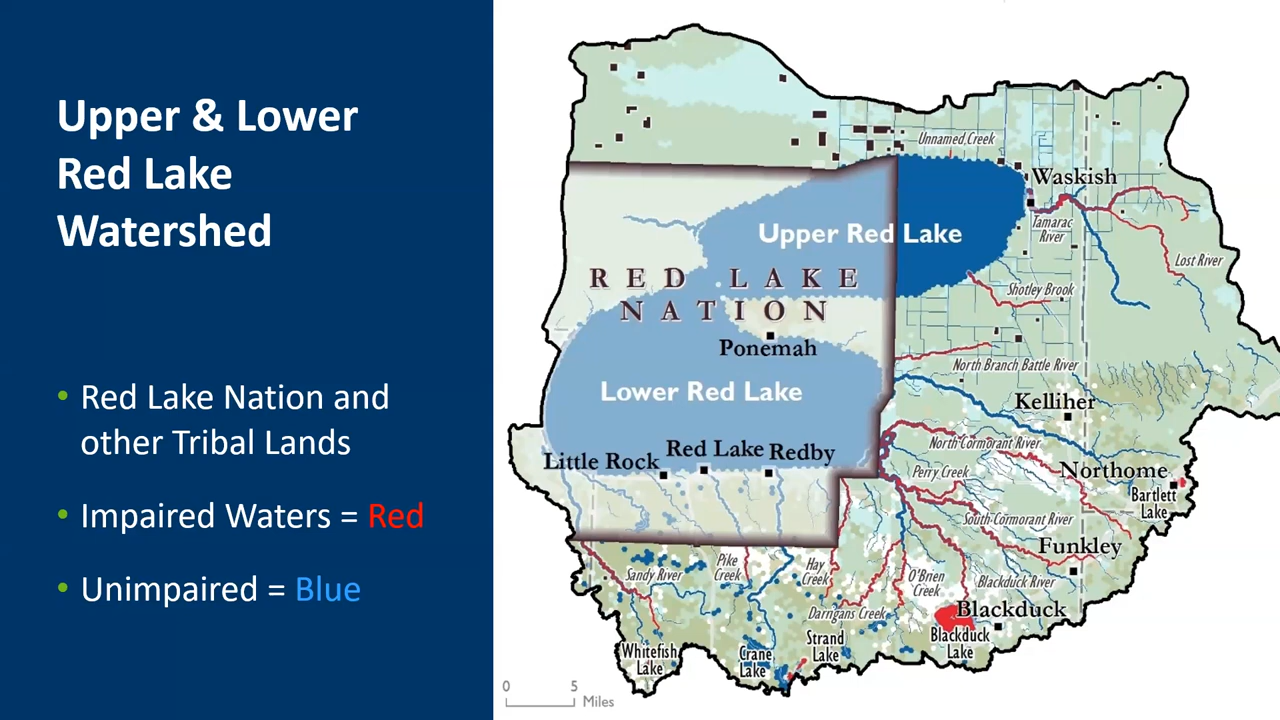 Upper & Lower
Red Lake
Watershed
• Red Lake Nation and
other Tribal Lands
• Impaired Waters = Red
• Unimpaired = Blue
Unnamed Creek
Waskish
Tamarac
River
Upper Red Lake
Lost River
RED LAKE
NATION
Shotley Brook
Ponemah
North Branch Battle River
Lower Red Lake
Kelliher
North Cormorant River
Little Rock
Red Lake
Redby
Perry Creek
Northome
Bartlett
Lake
South Cormorant River
Funkley
Sandy River
Pike
Creek
Hay
Creek
O'Brien
Creek
Blackduck River
Darrigans Creek
Blackduck
Blackduck
Lake
Strand
Lake
Whitefish
Lake
Crane
Lake
0 5
Miles